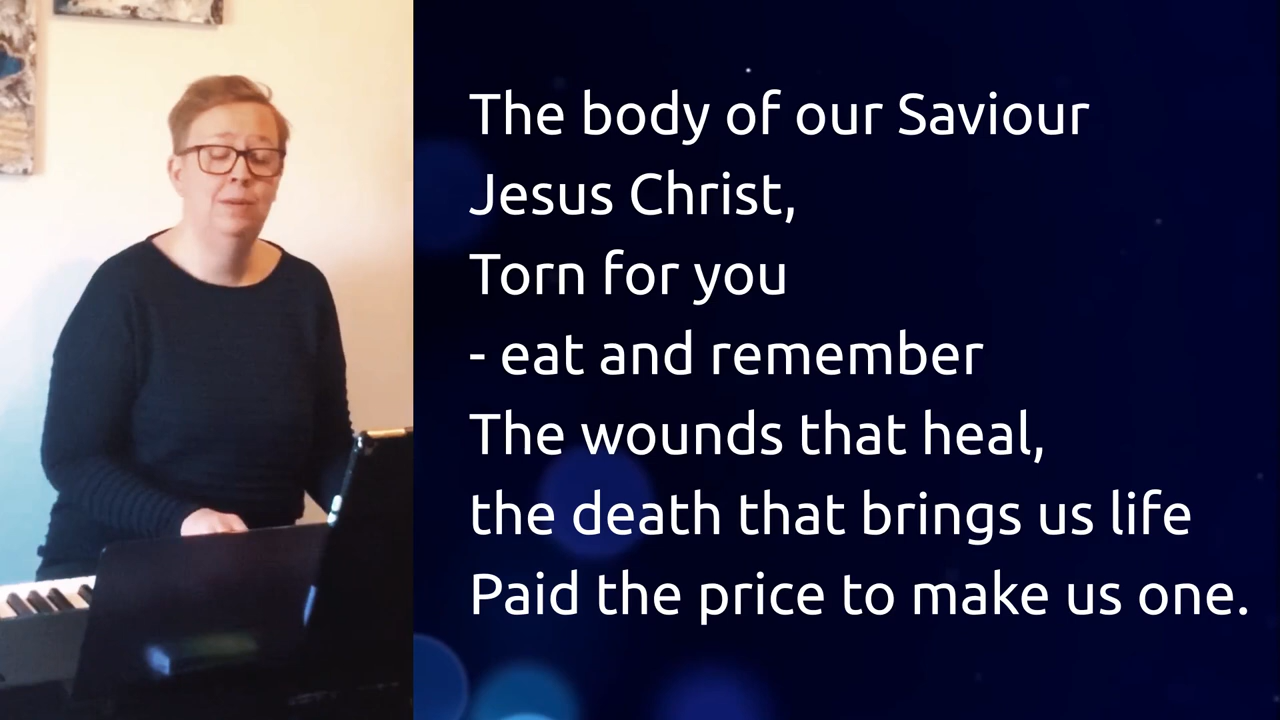 The body of our Saviour
Jesus Christ,
Torn for you
- eat and remember
The wounds that heal,
the death that brings us life
Paid the price to make us one.